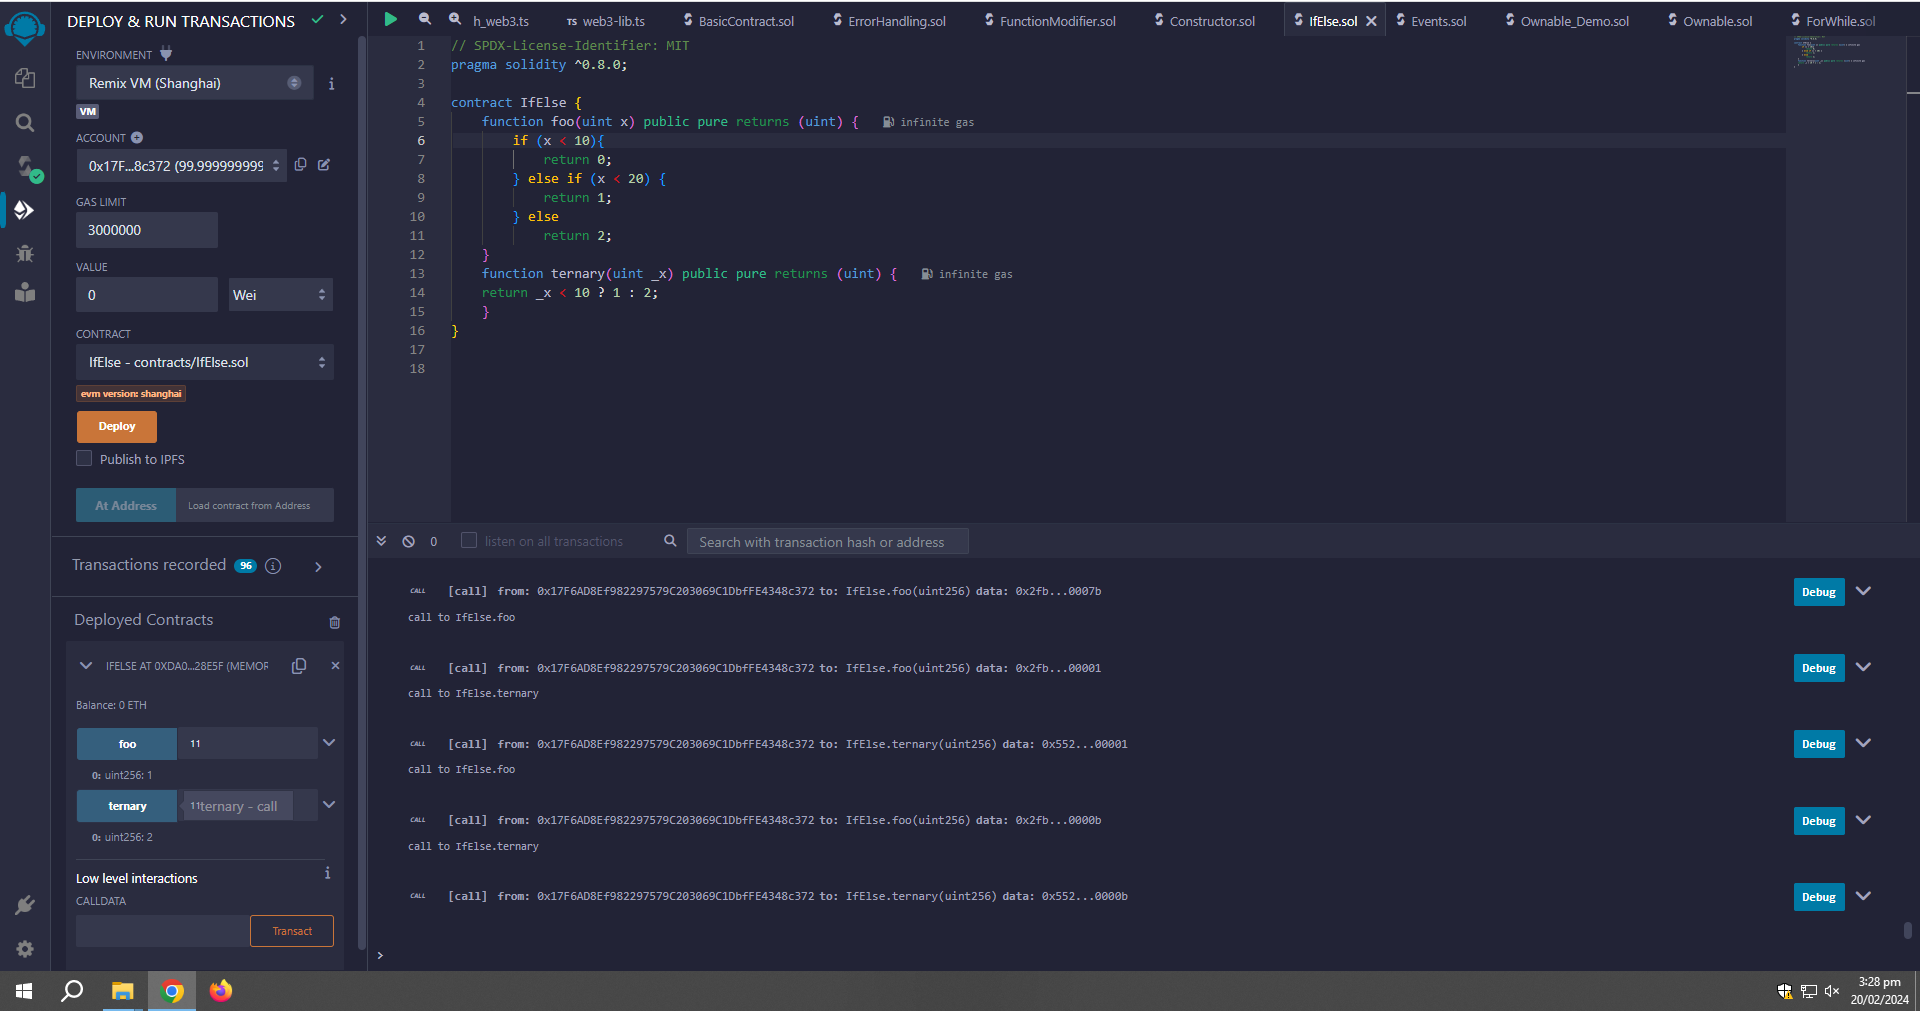 DEPLOY & RUN TRANSACTIONS
ENVIRONMENT
Remix VM (Shanghai)
VM
ACCOUNT
0x17F...8c372 (99.9999999999
GAS LIMIT
3000000
VALUE
0
Wei
CONTRACT
IfElse - contracts/IfElse.sol
evm version: shanghai
Deploy
Publish to IPFS
At Address
Load contract from Address
Transactions recorded 96
Deployed Contracts
IFELSE AT 0XDA0...28E5F (MEMOR
Balance: 0 ETH
foo
11
0: uint256: 1
ternary
11
ternary - call
0: uint256: 2
Low level interactions
CALLDATA
Transact
h_web3.ts
TS web3-lib.ts
BasicContract.sol
ErrorHandling.sol
FunctionModifier.sol
Constructor.sol
IfElse.sol
Events.sol
Ownable_Demo.sol
Ownable.sol
ForWhile.sol
1 // SPDX-License-Identifier: MIT
2 pragma solidity ^0.8.0;
3
4 contract IfElse {
5 function foo(uint x) public pure returns (uint) { infinite gas
6 if (x < 10){
7 return 0;
8 } else if (x < 20) {
9 return 1;
10 } else
11 return 2;
12 }
13 function ternary(uint _x) public pure returns (uint) { infinite gas
14 return _x < 10 ? 1 : 2;
15 }
16 }
17
18
0
listen on all transactions
Search with transaction hash or address
CALL [call] from: 0x17F6AD8Ef982297579C203069C1DbfFE4348c372 to: IfElse.foo(uint256) data: 0x2fb...0007b
Debug
call to IfElse.foo
CALL [call] from: 0x17F6AD8Ef982297579C203069C1DbfFE4348c372 to: IfElse.foo(uint256) data: 0x2fb...00001
Debug
call to IfElse.ternary
CALL [call] from: 0x17F6AD8Ef982297579C203069C1DbfFE4348c372 to: IfElse.ternary(uint256) data: 0x552...00001
Debug
call to IfElse.foo
CALL [call] from: 0x17F6AD8Ef982297579C203069C1DbfFE4348c372 to: IfElse.foo(uint256) data: 0x2fb...0000b
Debug
call to IfElse.ternary
CALL [call] from: 0x17F6AD8Ef982297579C203069C1DbfFE4348c372 to: IfElse.ternary(uint256) data: 0x552...0000b
Debug
>
3:28 pm
20/02/2024